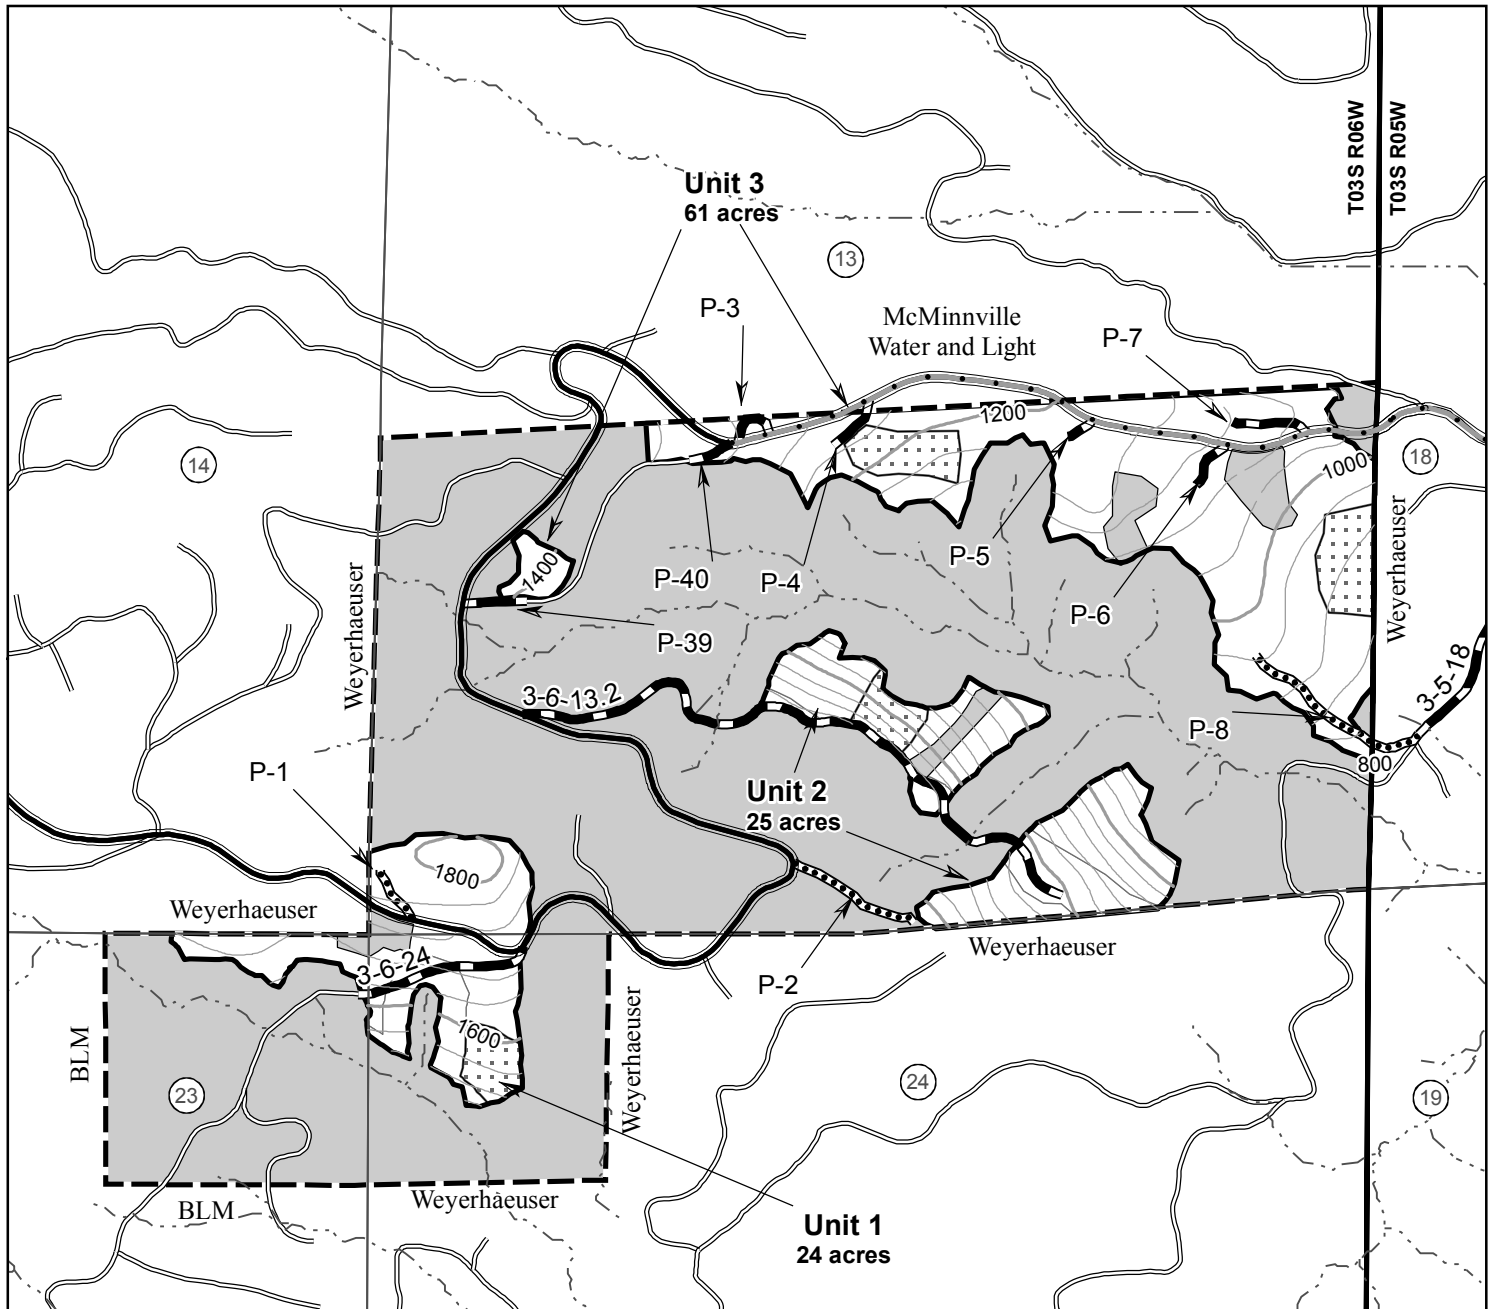 T03S R06W
T03S R05W
Unit 3
61 acres
13
P-3
McMinnville
Water and Light
P-7
1200
14
1000
18
Weyerhaeuser
1400
P-40
P-4
P-5
P-6
Weyerhaeuser
P-39
3-6-13.2
3-5-18
P-8
800
P-1
Unit 2
25 acres
1800
Weyerhaeuser
Weyerhaeuser
3-6-24
P-2
1600
BLM
Weyerhaeuser
23
24
19
BLM
Weyerhaeuser
Unit 1
24 acres